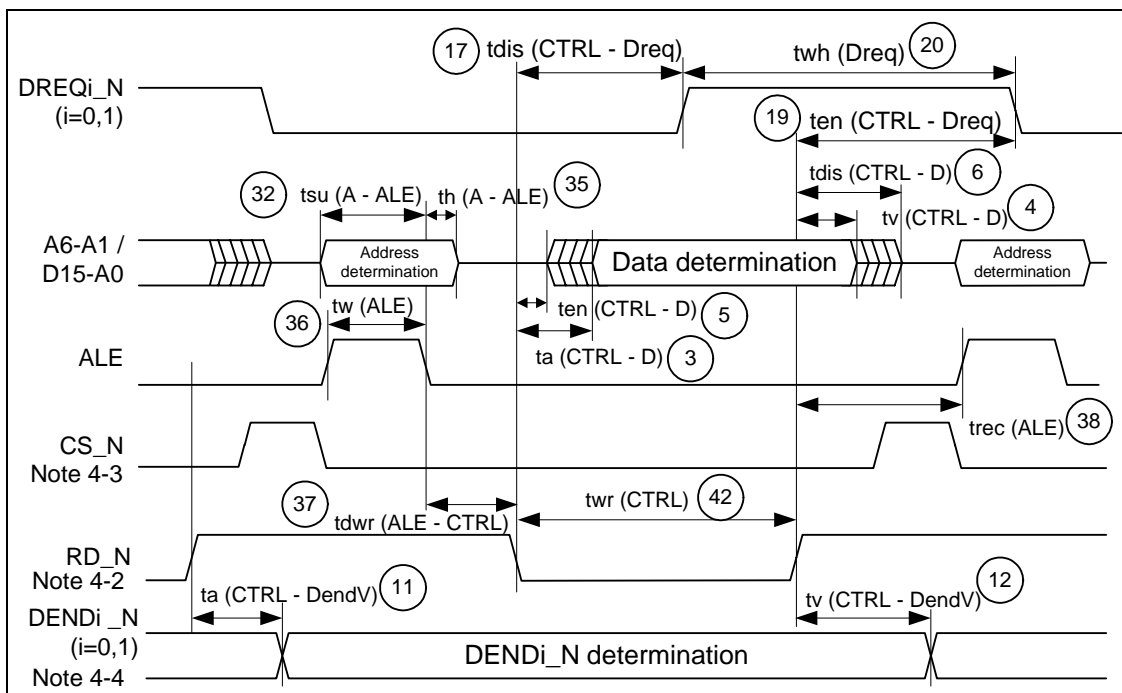 17 tdis (CTRL - Dreq) twh (Dreq) 20
DREQi_N
(i=0,1)
19 ten (CTRL - Dreq)
tdis (CTRL - D) 6
32 tsu (A - ALE) th (A - ALE) 35
tv (CTRL - D) 4
A6-A1 /
D15-A0
Address
determination
Data determination
Address
determination
36 tw (ALE)
ten (CTRL - D) 5
ta (CTRL - D) 3
ALE
trec (ALE) 38
CS_N
Note 4-3
37 tdwr (ALE - CTRL)
twr (CTRL) 42
RD_N
Note 4-2
ta (CTRL - DendV) 11
tv (CTRL - DendV) 12
DENDi _N
(i=0,1)
DENDi_N determination
Note 4-4